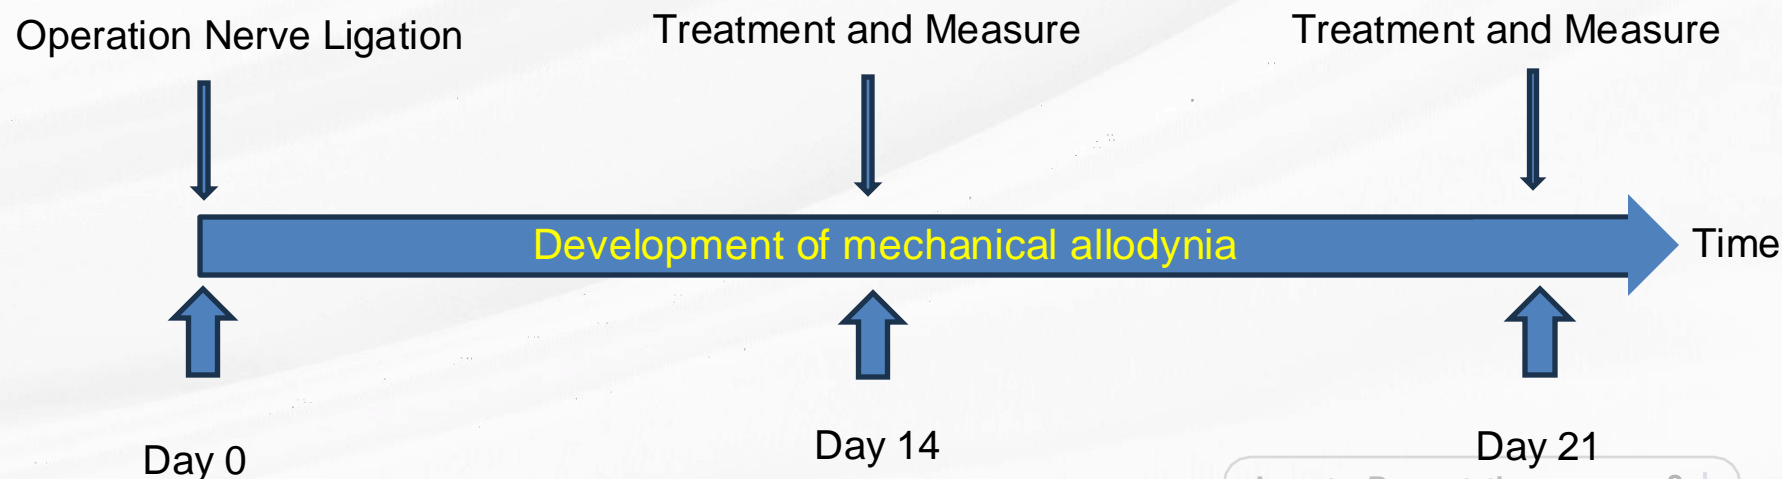 Operation Nerve Ligation
Treatment and Measure
Treatment and Measure
Development of mechanical allodynia
Time
Day 0
Day 14
Day 21